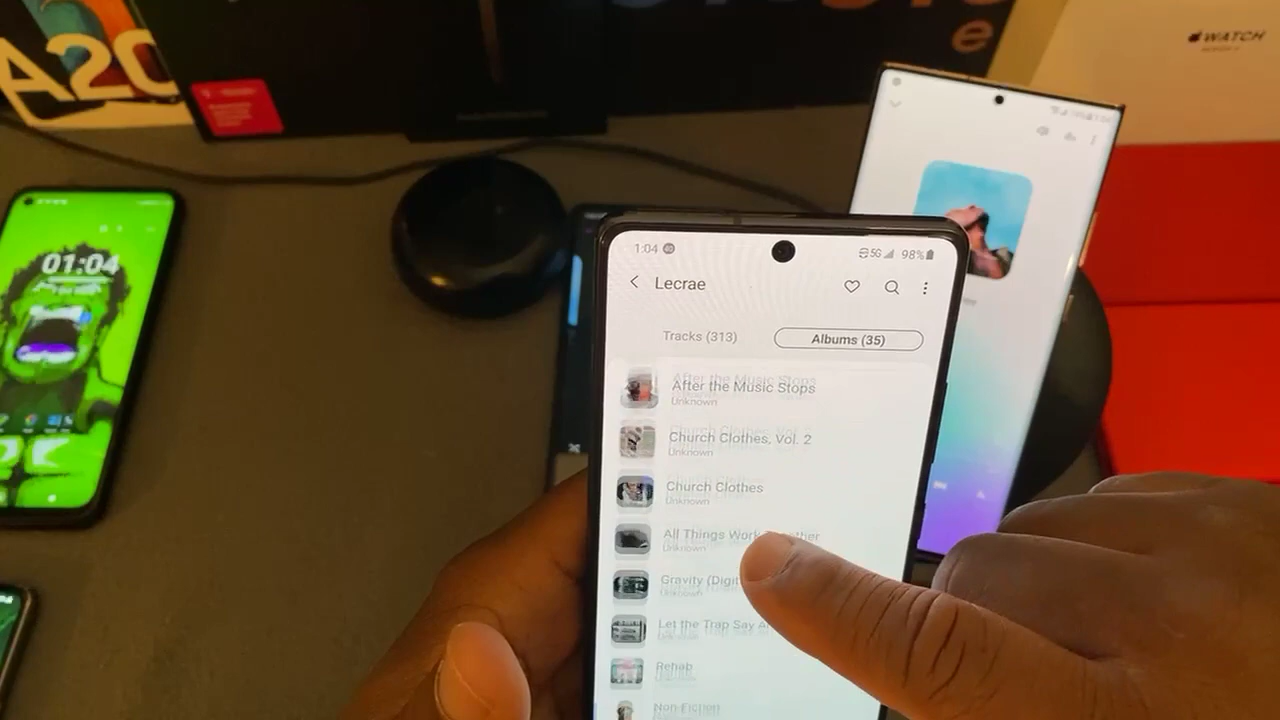 A20
e
WATCH
01:04
1:04
5G
98%
Lecrae
Tracks (313)
Albums (35)
After the Music Stops
Unknown
Church Clothes, Vol. 2
Unknown
Church Clothes
Unknown
All Things Work Together
Unknown
Gravity (Digit
Unknown
Let the Trap Say A
Rehab
Non-Fiction